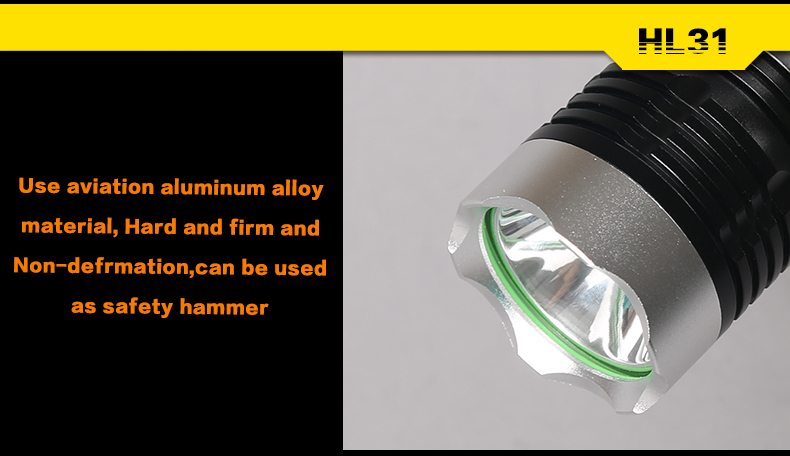 HL31
Use aviation aluminum alloy
material, Hard and firm and
Non-defrmation,can be used
as safety hammer